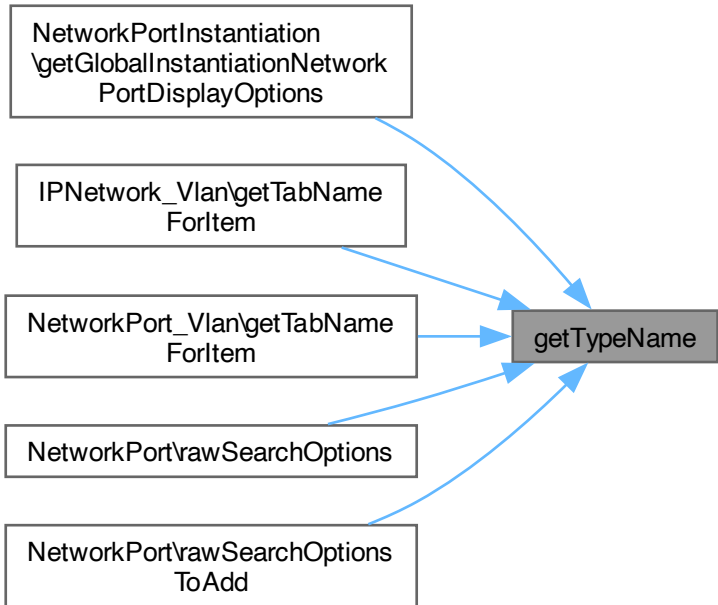 NetworkPortInstantiation
\getGlobalInstantiationNetwork
PortDisplayOptions
IPNetwork_Vlan\getTabName
ForItem
NetworkPort_Vlan\getTabName
ForItem
getTypeName
NetworkPort\rawSearchOptions
NetworkPort\rawSearchOptions
ToAdd